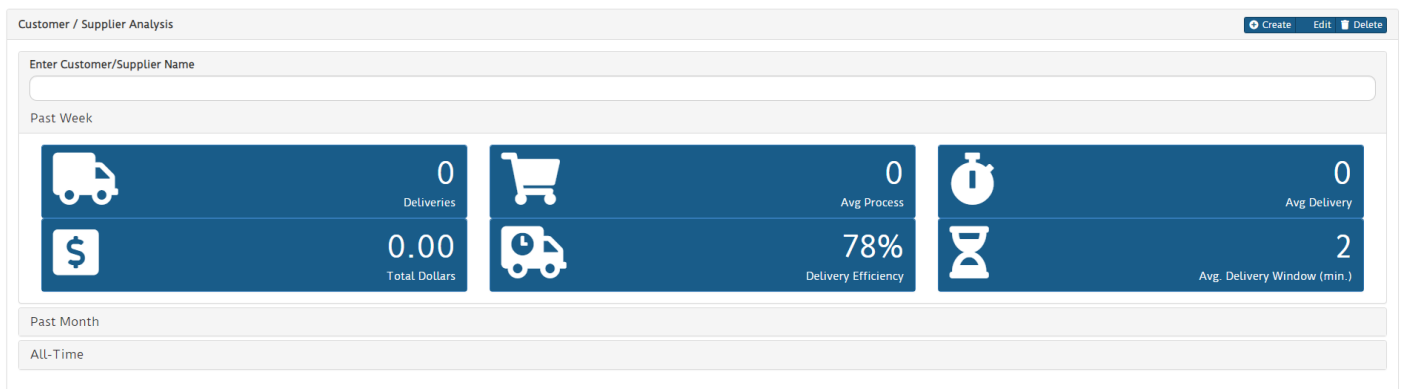 Customer / Supplier Analysis
Create Edit Delete
Enter Customer/Supplier Name
Past Week
0
Deliveries
0
Avg Process
0
Avg Delivery
$
0.00
Total Dollars
78%
Delivery Efficiency
2
Avg. Delivery Window (min.)
Past Month
All-Time